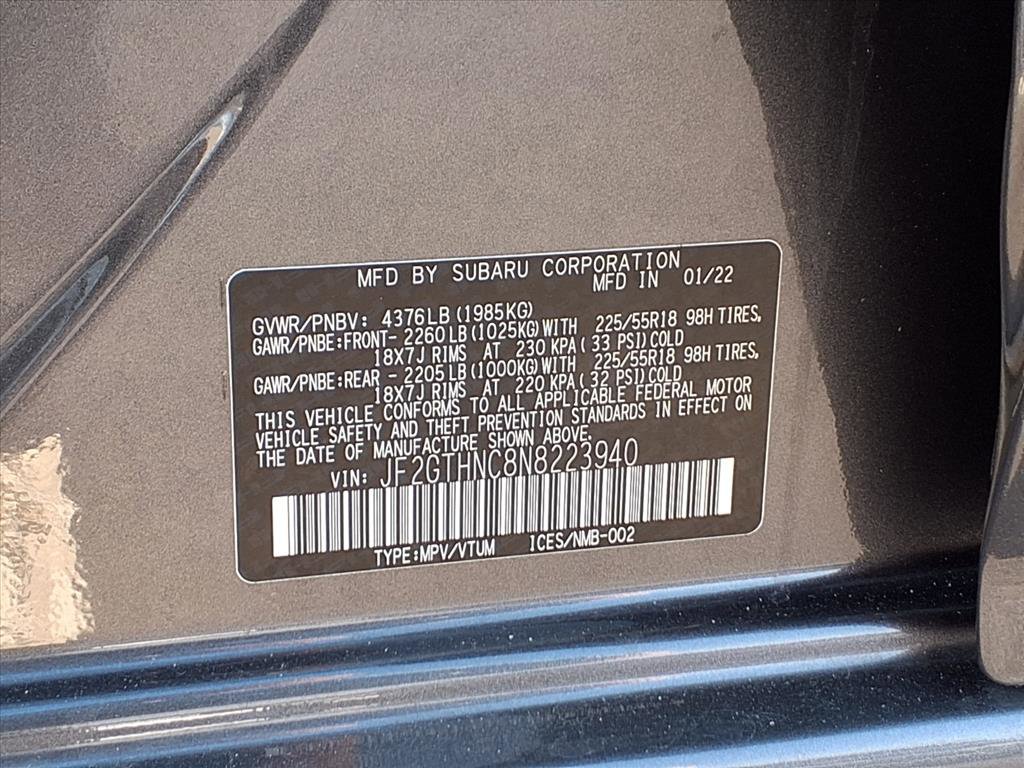 MFD BY SUBARU CORPORATION
MFD IN 01/22
GVWR/PNBV: 4376LB(1985KG)
GAWR/PNBE:FRONT- 2260LB(1025KG)WITH 225/55R18 98H TIRES,
18X7J RIMS AT 230 KPA( 33 PSI)COLD
GAWR/PNBE:REAR - 2205LB(1000KG)WITH 225/55R18 98H TIRES,
18X7J RIMS AT 220 KPA( 32 PSI)COLD
THIS VEHICLE CONFORMS TO ALL APPLICABLE FEDERAL MOTOR
VEHICLE SAFETY AND THEFT PREVENTION STANDARDS IN EFFECT ON
THE DATE OF MANUFACTURE SHOWN ABOVE.
VIN: JF2GTHNC8N8223940
TYPE:MPV/VTUM ICES/NMB-002